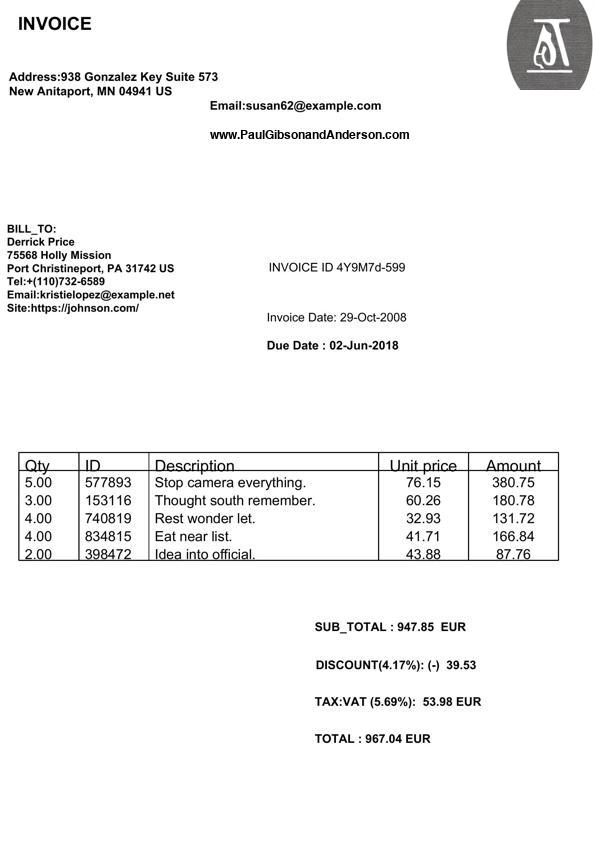 INVOICE
Address:938 Gonzalez Key Suite 573
New Anitaport, MN 04941 US
Email:susan62@example.com
www.PaulGibsonandAnderson.com
BILL_TO:
Derrick Price
75568 Holly Mission
Port Christineport, PA 31742 US
Tel:+(110)732-6589
Email:kristielopez@example.net
Site:https://johnson.com/
INVOICE ID 4Y9M7d-599
Invoice Date: 29-Oct-2008
Due Date : 02-Jun-2018
Qty ID Description Unit price Amount
5.00 577893 Stop camera everything. 76.15 380.75
3.00 153116 Thought south remember. 60.26 180.78
4.00 740819 Rest wonder let. 32.93 131.72
4.00 834815 Eat near list. 41.71 166.84
2.00 398472 Idea into official. 43.88 87.76
SUB_TOTAL : 947.85 EUR
DISCOUNT(4.17%): (-) 39.53
TAX:VAT (5.69%): 53.98 EUR
TOTAL : 967.04 EUR